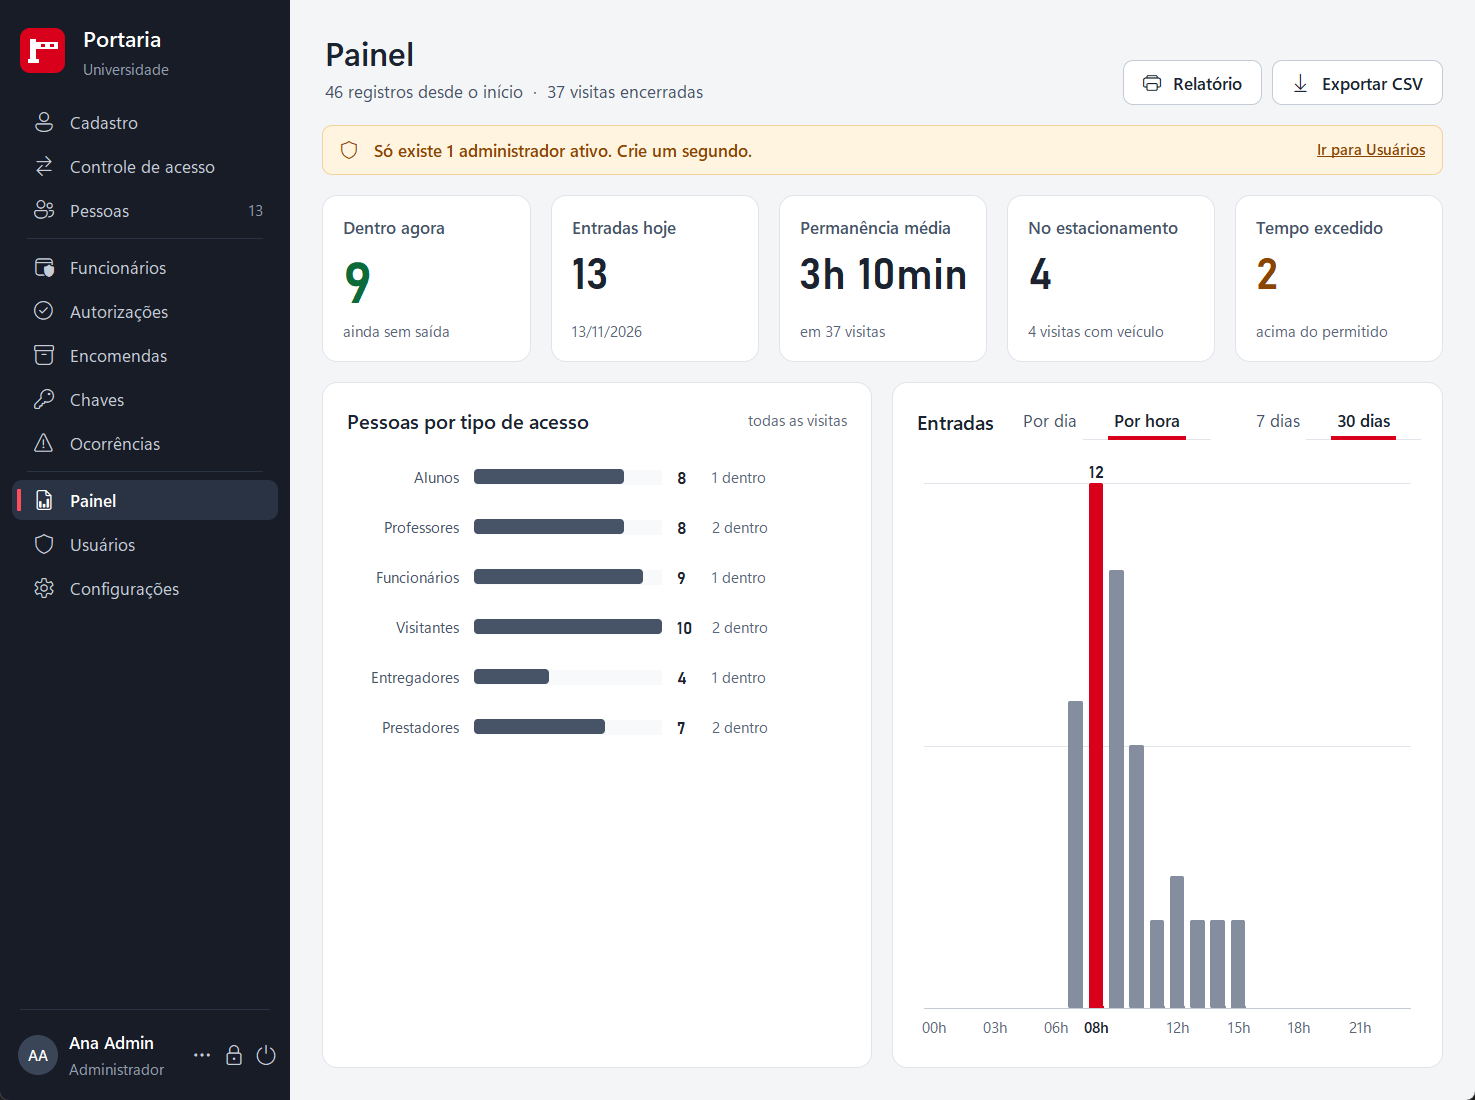 Portaria
Universidade
Cadastro
Controle de acesso
Pessoas 13
Funcionários
Autorizações
Encomendas
Chaves
Ocorrências
Painel
Usuários
Configurações
AA
Ana Admin
Administrador
Painel
46 registros desde o início · 37 visitas encerradas
Relatório
Exportar CSV
Só existe 1 administrador ativo. Crie um segundo.
Ir para Usuários
Dentro agora
9
ainda sem saída
Entradas hoje
13
13/11/2026
Permanência média
3h 10min
em 37 visitas
No estacionamento
4
4 visitas com veículo
Tempo excedido
2
acima do permitido
Pessoas por tipo de acesso
todas as visitas
Alunos 8 1 dentro
Professores 8 2 dentro
Funcionários 9 1 dentro
Visitantes 10 2 dentro
Entregadores 4 1 dentro
Prestadores 7 2 dentro
Entradas
Por dia
Por hora
7 dias
30 dias
12
00h 03h 06h 08h 12h 15h 18h 21h